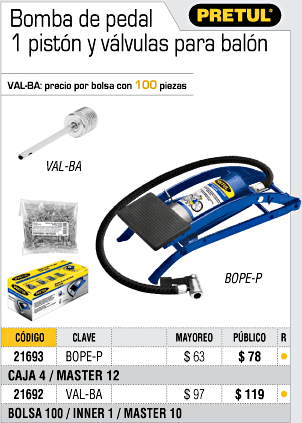 Bomba de pedal
1 pistón y válvulas para balón
PRETUL®
VAL-BA: precio por bolsa con 100 piezas
VAL-BA
BOPE-P
CÓDIGO CLAVE MAYOREO PÚBLICO R
21693 BOPE-P $ 63 $ 78
CAJA 4 / MASTER 12
21692 VAL-BA $ 97 $ 119
BOLSA 100 / INNER 1 / MASTER 10